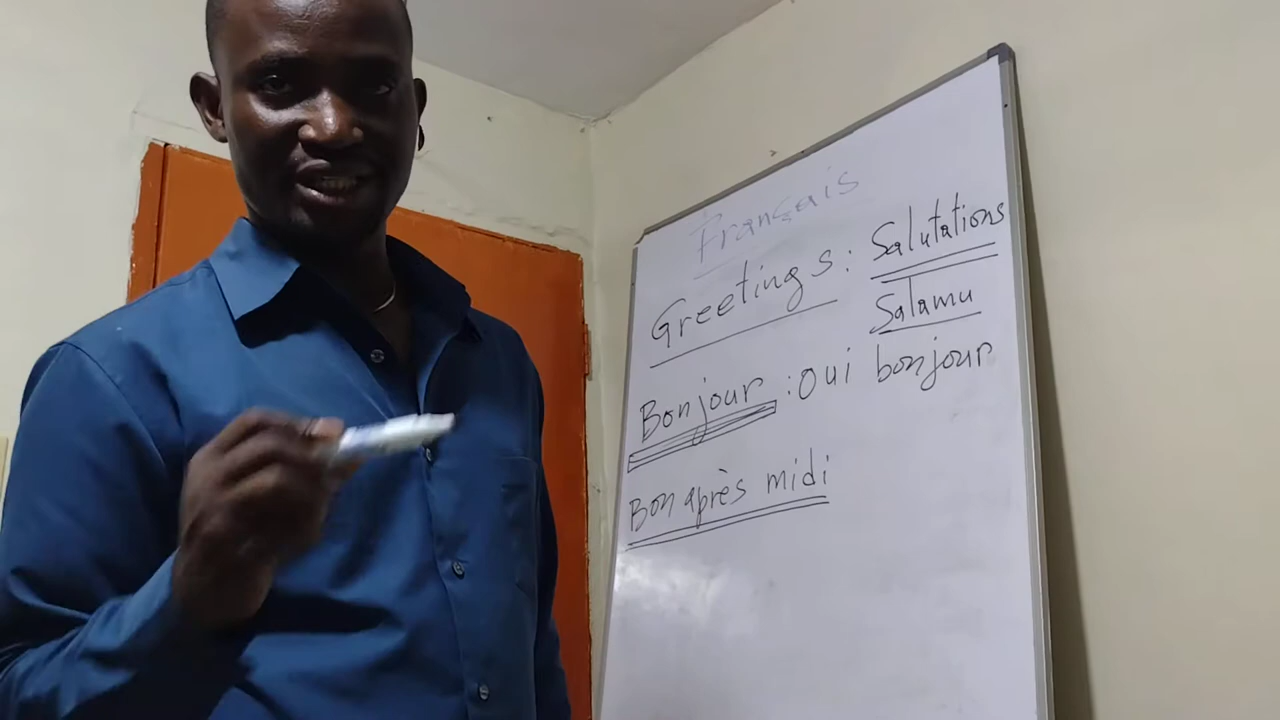 Français
Greetings: Salutations
Salamu
Bonjour : oui bonjour
Bon après midi